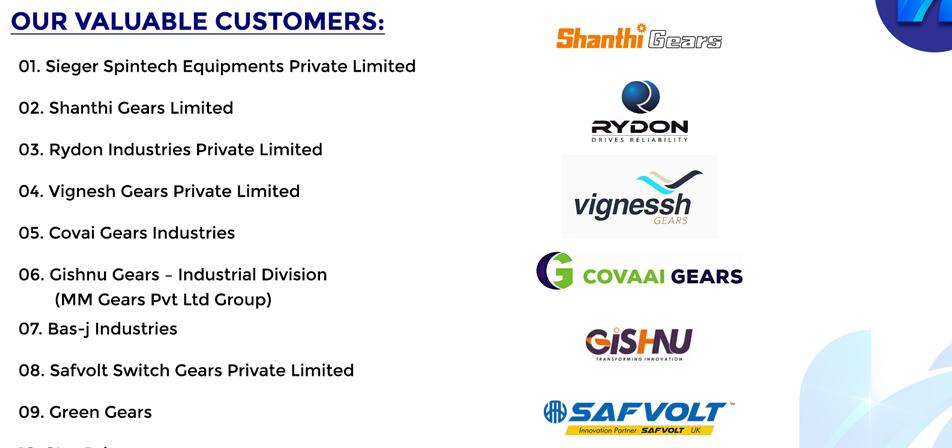 OUR VALUABLE CUSTOMERS:
01. Sieger Spintech Equipments Private Limited
02. Shanthi Gears Limited
03. Rydon Industries Private Limited
04. Vignesh Gears Private Limited
05. Covai Gears Industries
06. Gishnu Gears – Industrial Division
(MM Gears Pvt Ltd Group)
07. Bas-j Industries
08. Safvolt Switch Gears Private Limited
09. Green Gears
Shanthi Gears
RYDON
DRIVES RELIABILITY
vignessh
GEARS
COVAAI GEARS
GiSHNU
TRANSFORMING INNOVATION
SAFVOLT™
Innovation Partner SAFVOLT UK